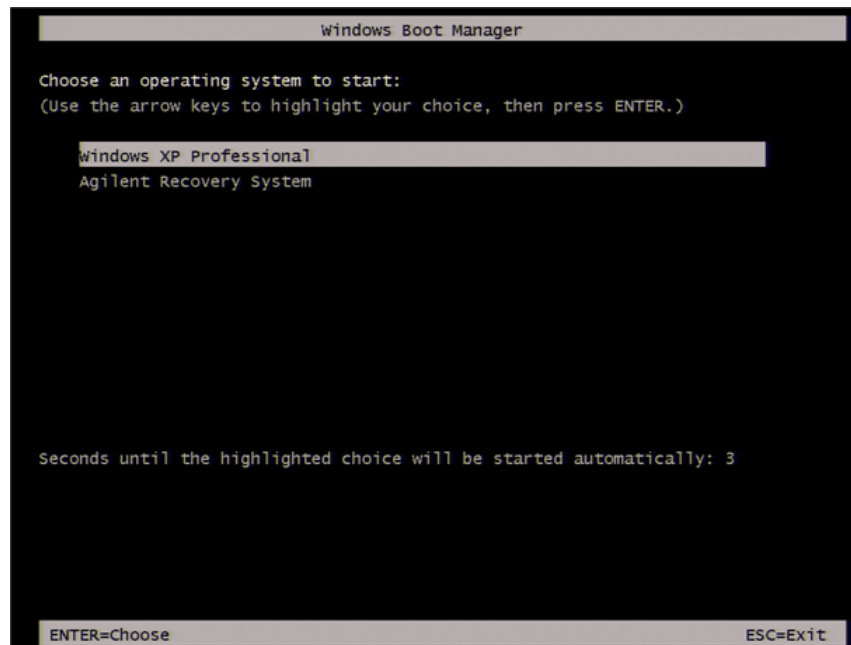 Windows Boot Manager
Choose an operating system to start:
(Use the arrow keys to highlight your choice, then press ENTER.)
Windows XP Professional
Agilent Recovery System
Seconds until the highlighted choice will be started automatically: 3
ENTER=Choose ESC=Exit